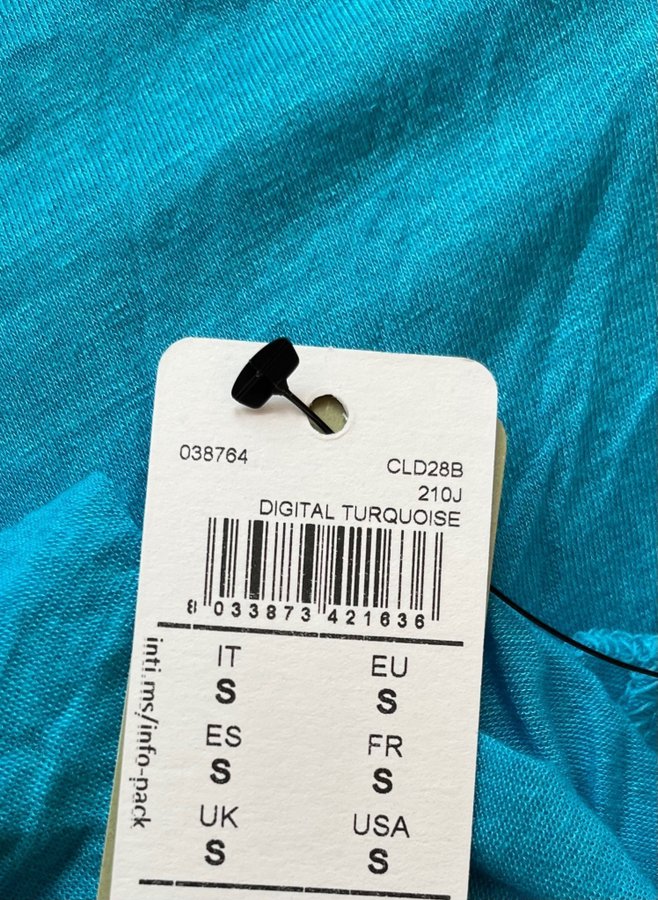 038764
CLD28B
210J
DIGITAL TURQUOISE
8 033873 421636
IT EU
S S
ES FR
S S
UK USA
S S
inti.ms/info-pack